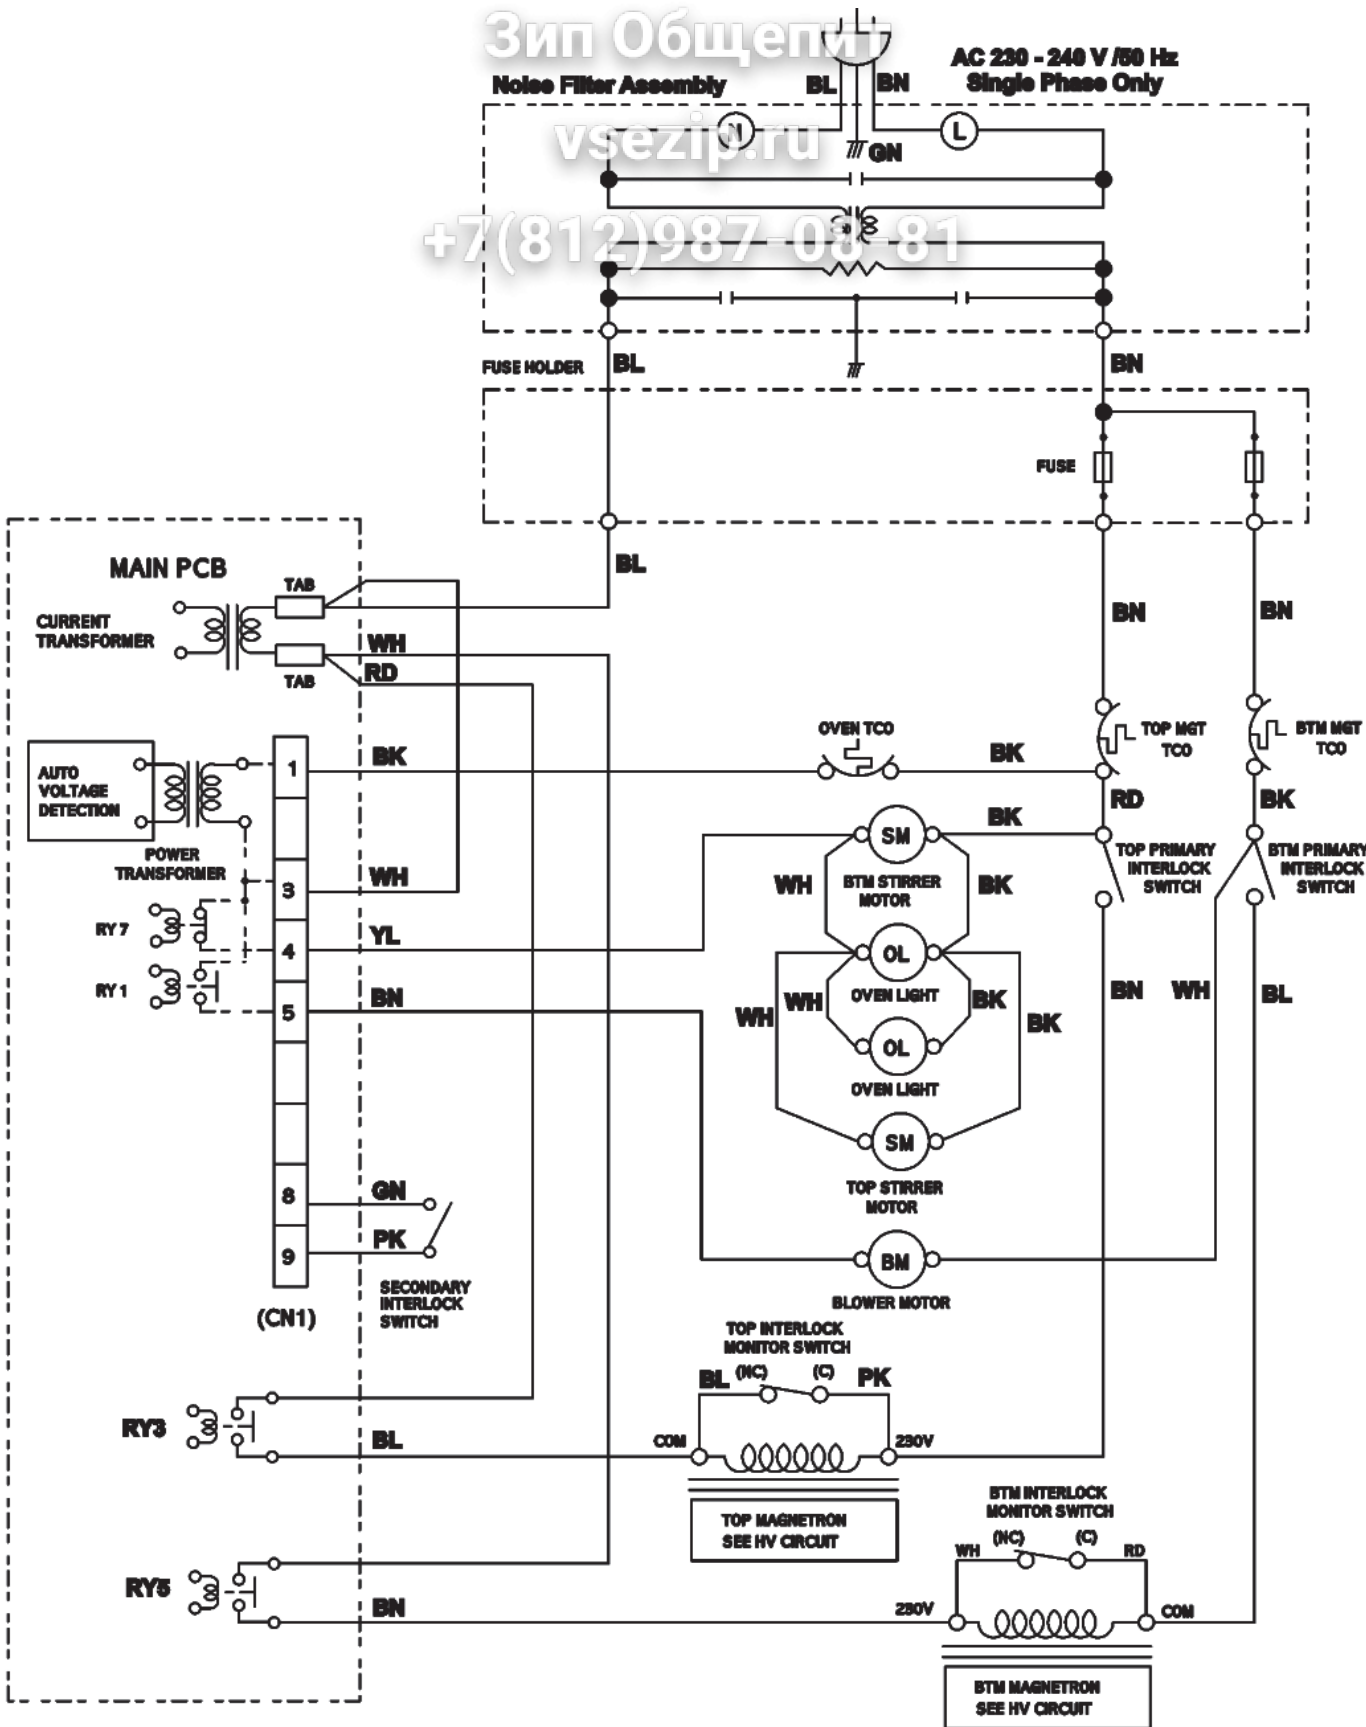 Зип Общепит
AC 230 - 240 V /50 Hz
Single Phase Only
Noise Filter Assembly
BL
BN
N
L
vsezip.ru
GN
+7(812)987-08-81
FUSE HOLDER
BL
BN
FUSE
MAIN PCB
TAB
BL
CURRENT
TRANSFORMER
WH
RD
TAB
BN
BN
OVEN TCO
TOP MGT
TCO
BTM MGT
TCO
AUTO
VOLTAGE
DETECTION
1
BK
BK
RD
BK
POWER
TRANSFORMER
SM
BK
BTM STIRRER
MOTOR
WH
BK
TOP PRIMARY
INTERLOCK
SWITCH
BTM PRIMARY
INTERLOCK
SWITCH
3
WH
RY 7
4
YL
OL
OVEN LIGHT
RY 1
5
BN
WH
WH
BK
BK
BN
WH
BL
OL
OVEN LIGHT
SM
TOP STIRRER
MOTOR
8
GN
9
PK
SECONDARY
INTERLOCK
SWITCH
(CN1)
BM
BLOWER MOTOR
TOP INTERLOCK
MONITOR SWITCH
BL
(NC)
(C)
PK
RY3
BL
COM
230V
TOP MAGNETRON
SEE HV CIRCUIT
BTM INTERLOCK
MONITOR SWITCH
WH
(NC)
(C)
RD
RY5
BN
230V
COM
BTM MAGNETRON
SEE HV CIRCUIT